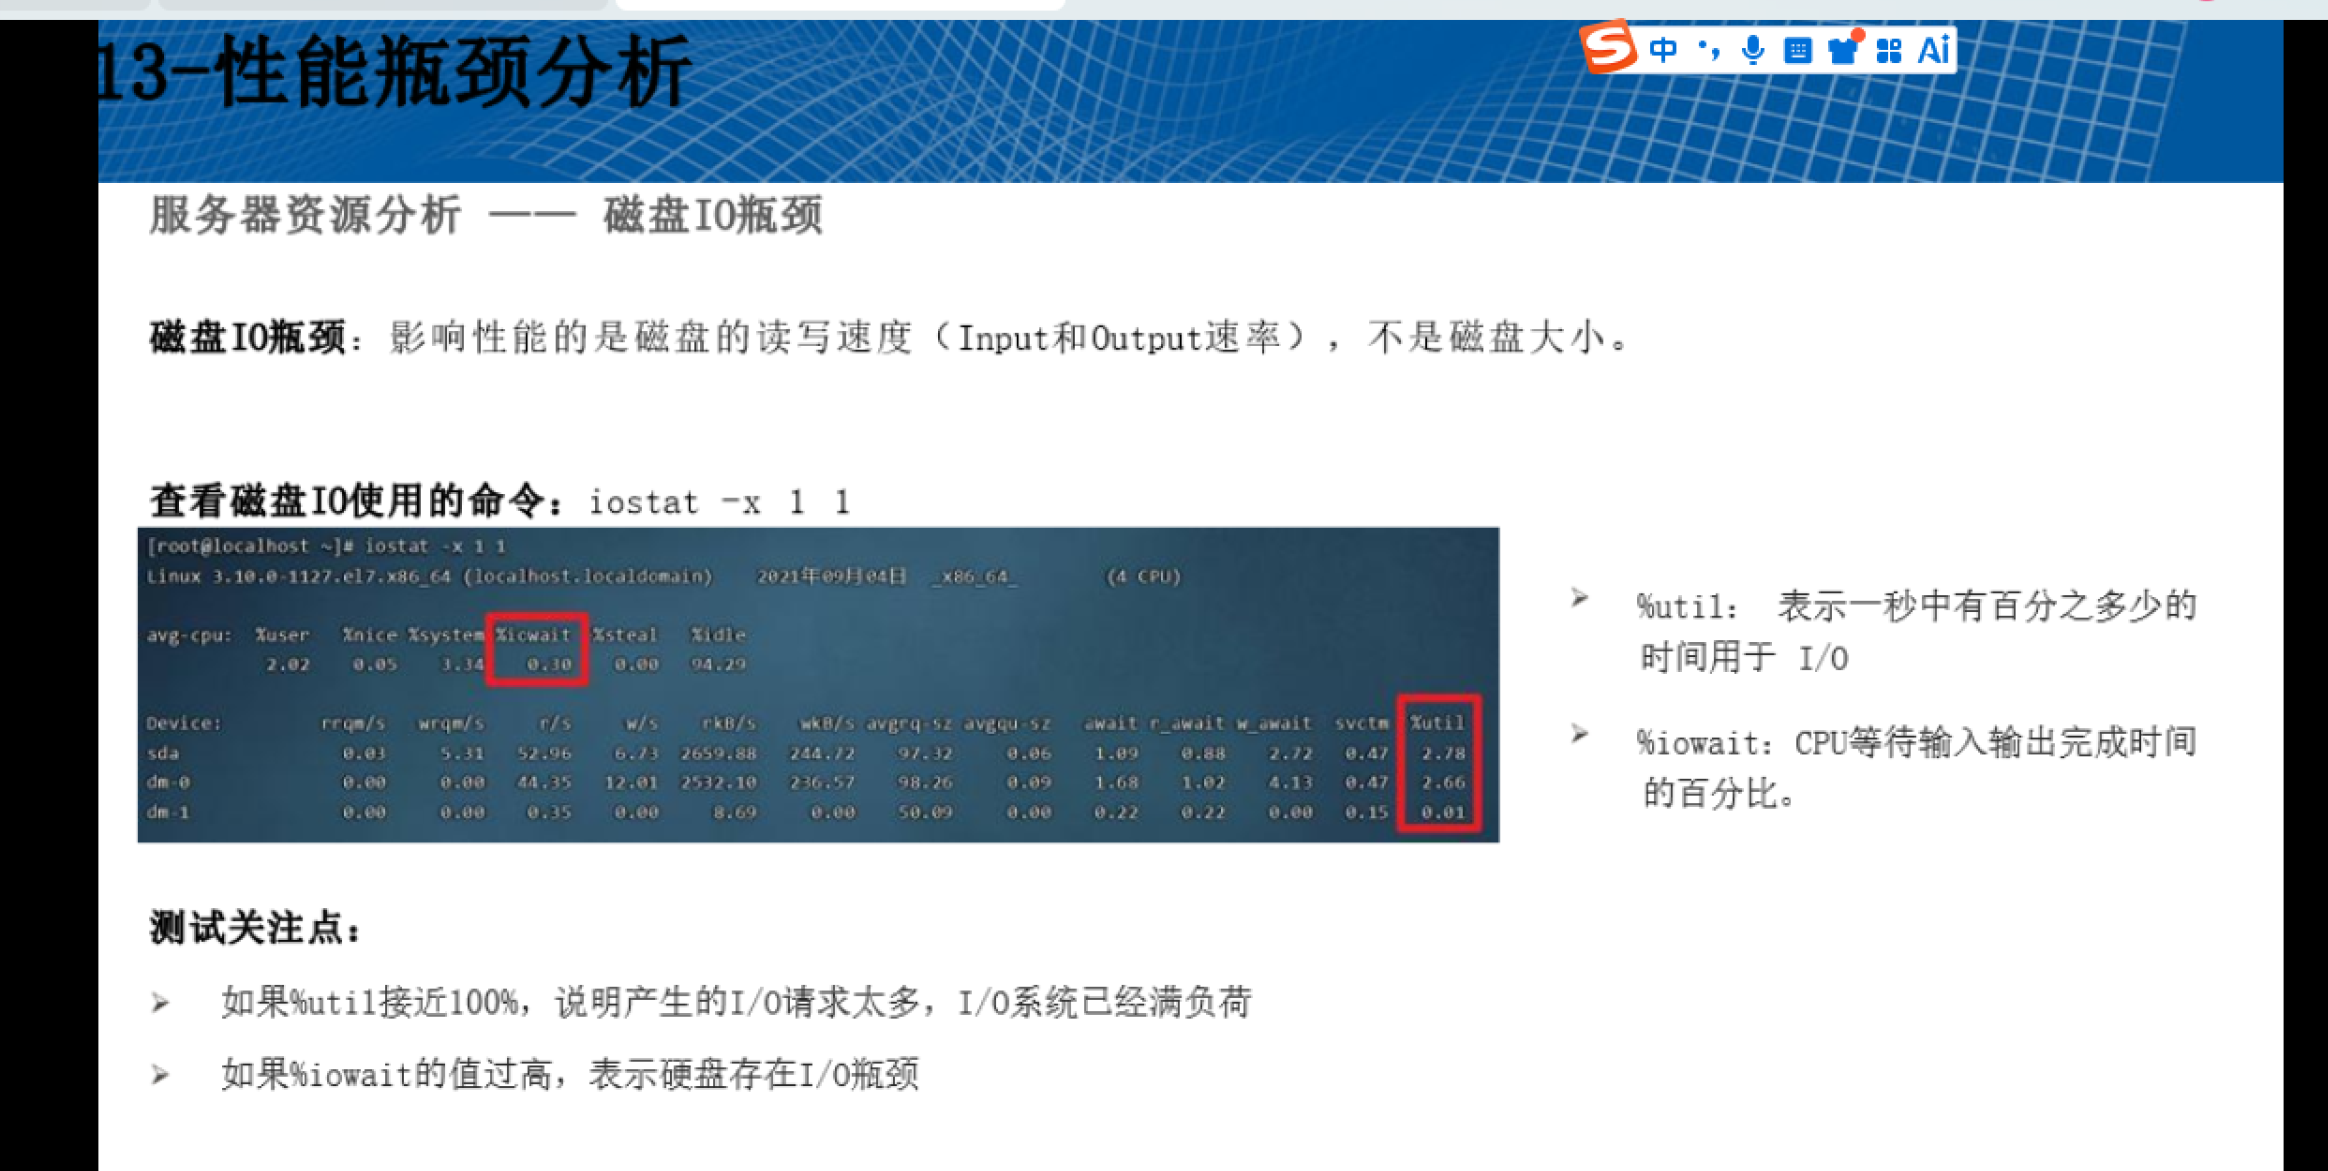 13-性能瓶颈分析
中 Ai
服务器资源分析 —— 磁盘IO瓶颈
磁盘IO瓶颈：影响性能的是磁盘的读写速度（Input和Output速率），不是磁盘大小。
查看磁盘IO使用的命令：iostat -x 1 1
[root@localhost ~]# iostat -x 1 1
Linux 3.10.0-1127.el7.x86_64 (localhost.localdomain) 2021年09月04日 _x86_64_ (4 CPU)
avg-cpu: %user %nice %system %iowait %steal %idle
2.02 0.05 3.34 0.30 0.00 94.29
Device: rrqm/s wrqm/s r/s w/s rkB/s wkB/s avgrq-sz avgqu-sz await r_await w_await svctm %util
sda 0.03 5.31 52.96 6.73 2659.88 244.72 97.32 0.06 1.09 0.88 2.72 0.47 2.78
dm-0 0.00 0.00 44.35 12.01 2532.10 236.57 98.26 0.09 1.68 1.02 4.13 0.47 2.66
dm-1 0.00 0.00 0.35 0.00 8.69 0.00 50.09 0.00 0.22 0.22 0.00 0.15 0.01
%util： 表示一秒中有百分之多少的
时间用于 I/O
%iowait：CPU等待输入输出完成时间
的百分比。
测试关注点：
如果%util接近100%，说明产生的I/O请求太多，I/O系统已经满负荷
如果%iowait的值过高，表示硬盘存在I/O瓶颈